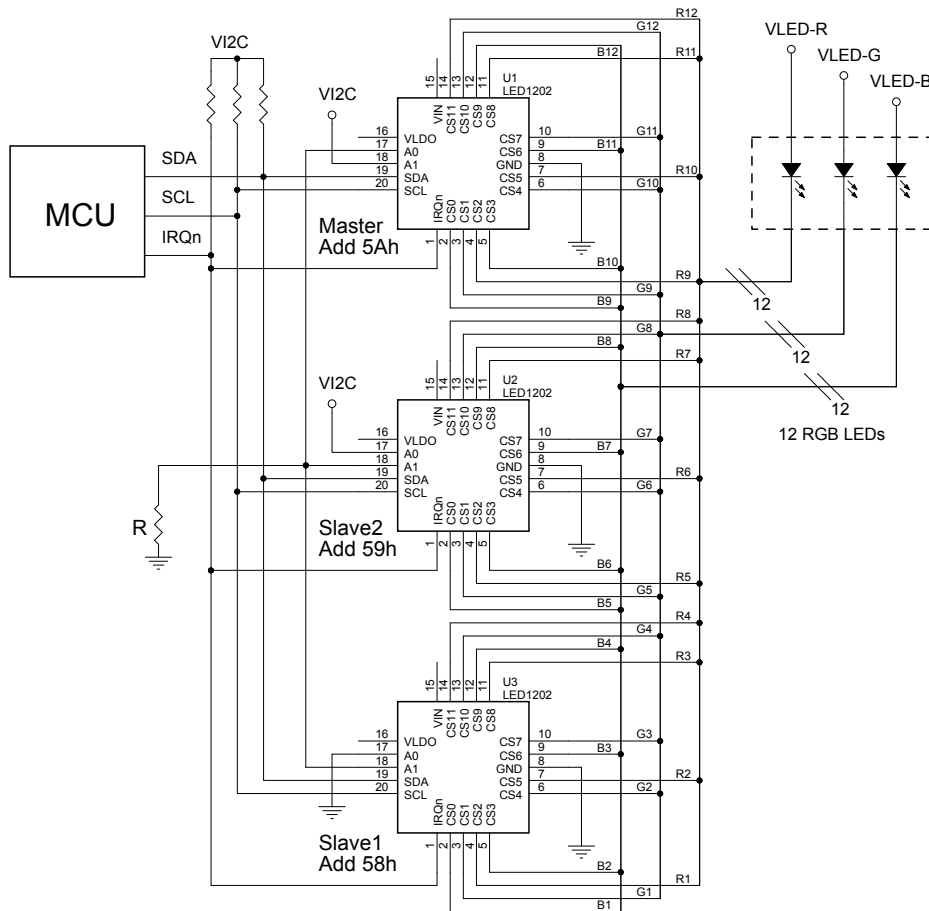 R12
G12
B12
R11
VLED-R
VI2C
VLED-G
VLED-B
15 14 13 12 11
U1
LED1202
VIN CS11 CS10 CS9 CS8
VI2C
16 VLDO CS7 10 G11
17 A0 CS6 9 B11
18 A1 GND 8
19 SDA CS5 7 R10
20 SCL CS4 6 G10
IRQn CS0 CS1 CS2 CS3
1 2 3 4 5
MCU
SDA
SCL
IRQn
Master
Add 5Ah
B10
R9
G9
B9
12
R8
G8
B8
R7
12
12
12 RGB LEDs
15 14 13 12 11
U2
LED1202
VIN CS11 CS10 CS9 CS8
VI2C
16 VLDO CS7 10 G7
17 A0 CS6 9 B7
18 A1 GND 8
19 SDA CS5 7 R6
20 SCL CS4 6 G6
IRQn CS0 CS1 CS2 CS3
1 2 3 4 5
R
Slave2
Add 59h
B6
R5
G5
B5
R4
G4
B4
R3
15 14 13 12 11
U3
LED1202
VIN CS11 CS10 CS9 CS8
16 VLDO CS7 10 G3
17 A0 CS6 9 B3
18 A1 GND 8
19 SDA CS5 7 R2
20 SCL CS4 6 G2
IRQn CS0 CS1 CS2 CS3
1 2 3 4 5
Slave1
Add 58h
B2
R1
G1
B1